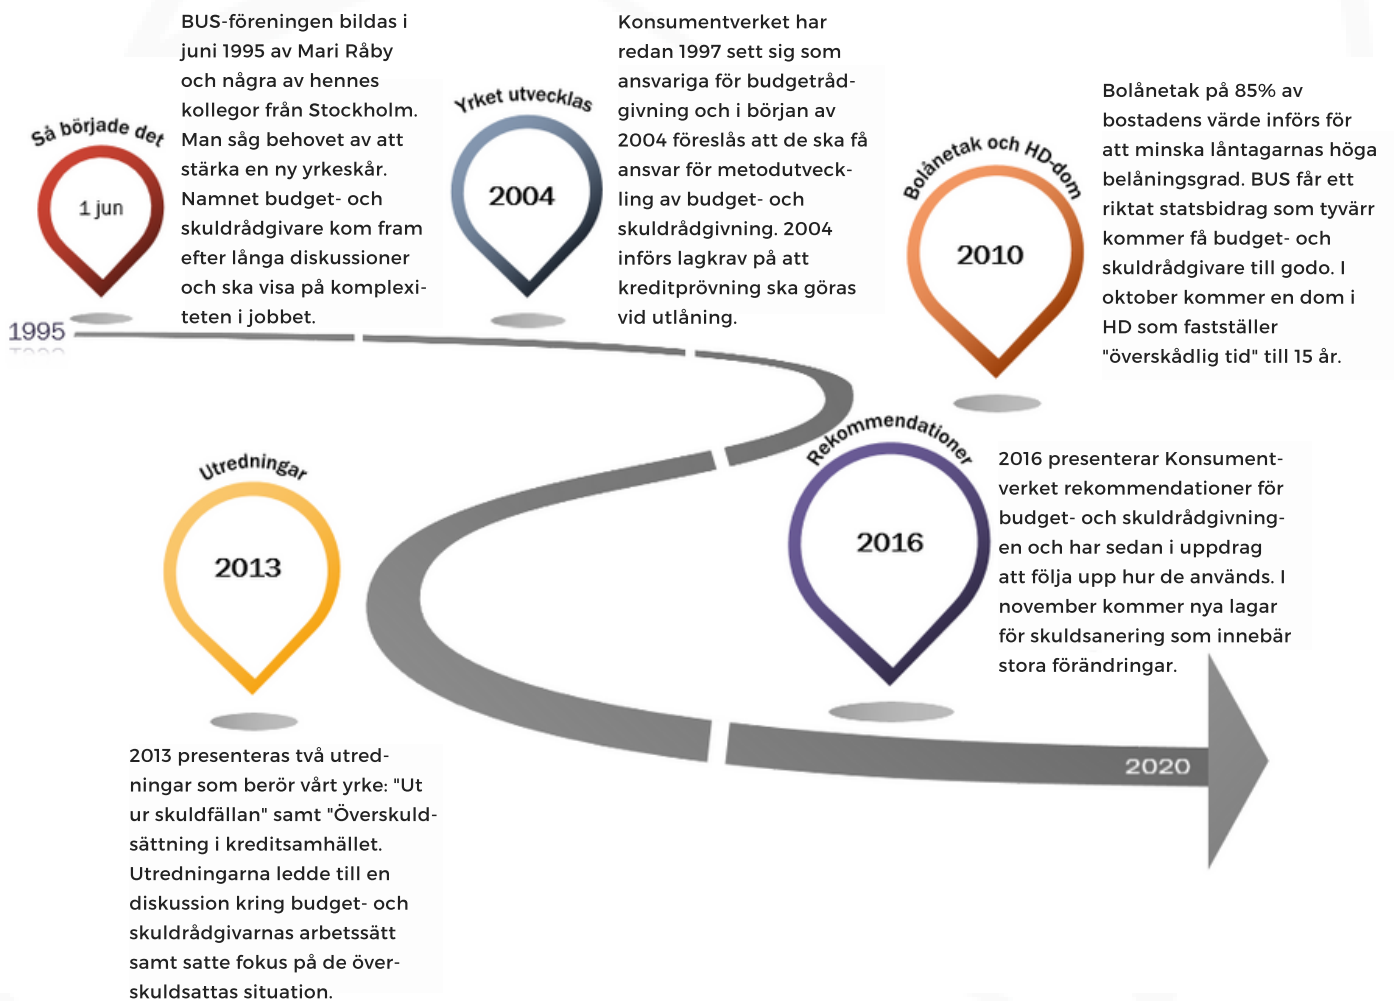 Så började det
1 jun
BUS-föreningen bildas i
juni 1995 av Mari Råby
och några av hennes
kollegor från Stockholm.
Man såg behovet av att
stärka en ny yrkeskår.
Namnet budget- och
skuldrådgivare kom fram
efter långa diskussioner
och ska visa på komplexi-
teten i jobbet.
1995
Yrket utvecklas
2004
Konsumentverket har
redan 1997 sett sig som
ansvariga för budgetråd-
givning och i början av
2004 föreslås att de ska få
ansvar för metodutveck-
ling av budget- och
skuldrådgivning. 2004
införs lagkrav på att
kreditprövning ska göras
vid utlåning.
Bolånetak och HD-dom
2010
Bolånetak på 85% av
bostadens värde införs för
att minska låntagarnas höga
belåningsgrad. BUS får ett
riktat statsbidrag som tyvärr
kommer få budget- och
skuldrådgivare till godo. I
oktober kommer en dom i
HD som fastställer
"överskådlig tid" till 15 år.
Utredningar
2013
2013 presenteras två utred-
ningar som berör vårt yrke: "Ut
ur skuldfällan" samt "Överskuld-
sättning i kreditsamhället.
Utredningarna ledde till en
diskussion kring budget- och
skuldrådgivarnas arbetssätt
samt satte fokus på de över-
skuldsattas situation.
Rekommendationer
2016
2016 presenterar Konsument-
verket rekommendationer för
budget- och skuldrådgivning-
en och har sedan i uppdrag
att följa upp hur de används. I
november kommer nya lagar
för skuldsanering som innebär
stora förändringar.
2020